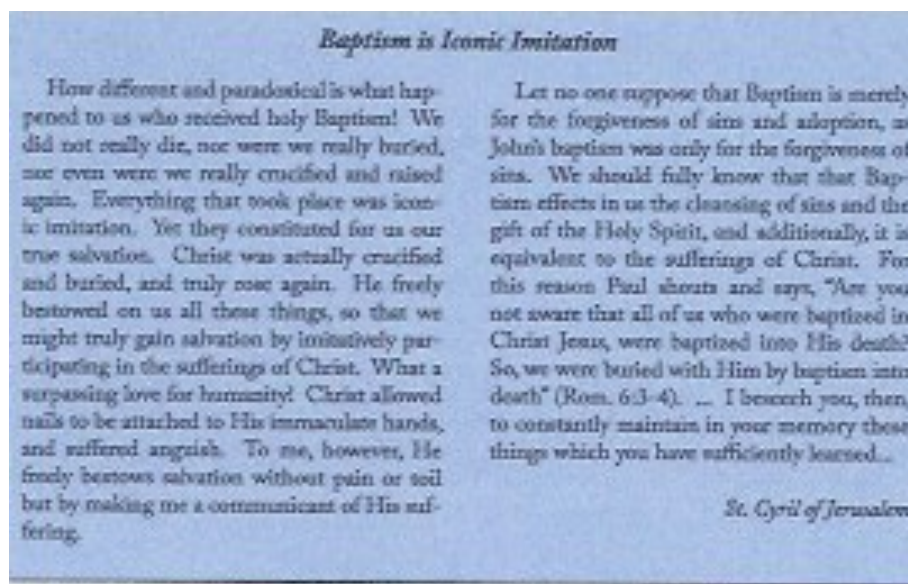 Baptism is Iconic Imitation
How different and paradoxical is what hap-
pened to us who received holy Baptism! We
did not really die, nor were we really buried,
nor even were we really crucified and raised
again. Everything that took place was icon-
ic imitation. Yet they constituted for us our
true salvation. Christ was actually crucified
and buried, and truly rose again. He freely
bestowed on us all these things, so that we
might truly gain salvation by imitatively par-
ticipating in the sufferings of Christ. What a
surpassing love for humanity! Christ allowed
nails to be attached to His immaculate hands,
and suffered anguish. To me, however, He
freely bestows salvation without pain or toil
but by making me a communicant of His suf-
fering.
Let no one suppose that Baptism is merely
for the forgiveness of sins and adoption, as
John's baptism was only for the forgiveness of
sins. We should fully know that that Bap-
tism effects in us the cleansing of sins and the
gift of the Holy Spirit, and additionally, it is
equivalent to the sufferings of Christ. For
this reason Paul shouts and says, "Are you
not aware that all of us who were baptized in
Christ Jesus, were baptized into His death?
So, we were buried with Him by baptism into
death" (Rom. 6:3-4). ... I beseech you, then,
to constantly maintain in your memory these
things which you have sufficiently learned...
St. Cyril of Jerusalem